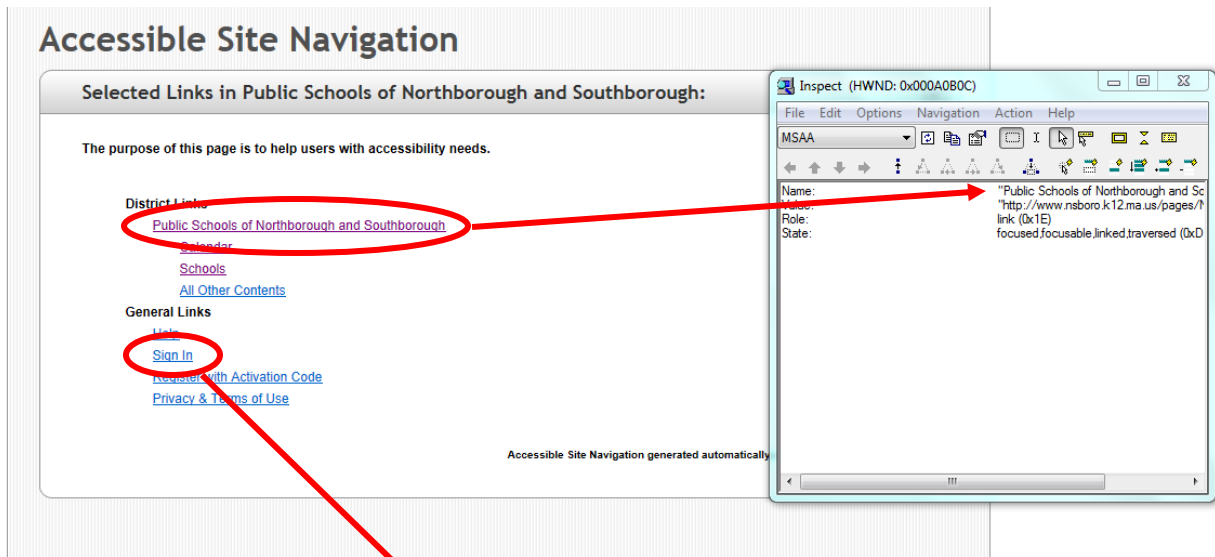 Accessible Site Navigation
Selected Links in Public Schools of Northborough and Southborough:
The purpose of this page is to help users with accessibility needs.
District Links
Public Schools of Northborough and Southborough
Calendar
Schools
All Other Contents
General Links
Help
Sign In
Register with Activation Code
Privacy & Terms of Use
Accessible Site Navigation generated automatically
Inspect (HWND: 0x000A0B0C)
File Edit Options Navigation Action Help
MSAA
Name: "Public Schools of Northborough and Sc
Value: "http://www.nsboro.k12.ma.us/pages/
Role: link (0x1E)
State: focused,focusable,linked,traversed (0xD